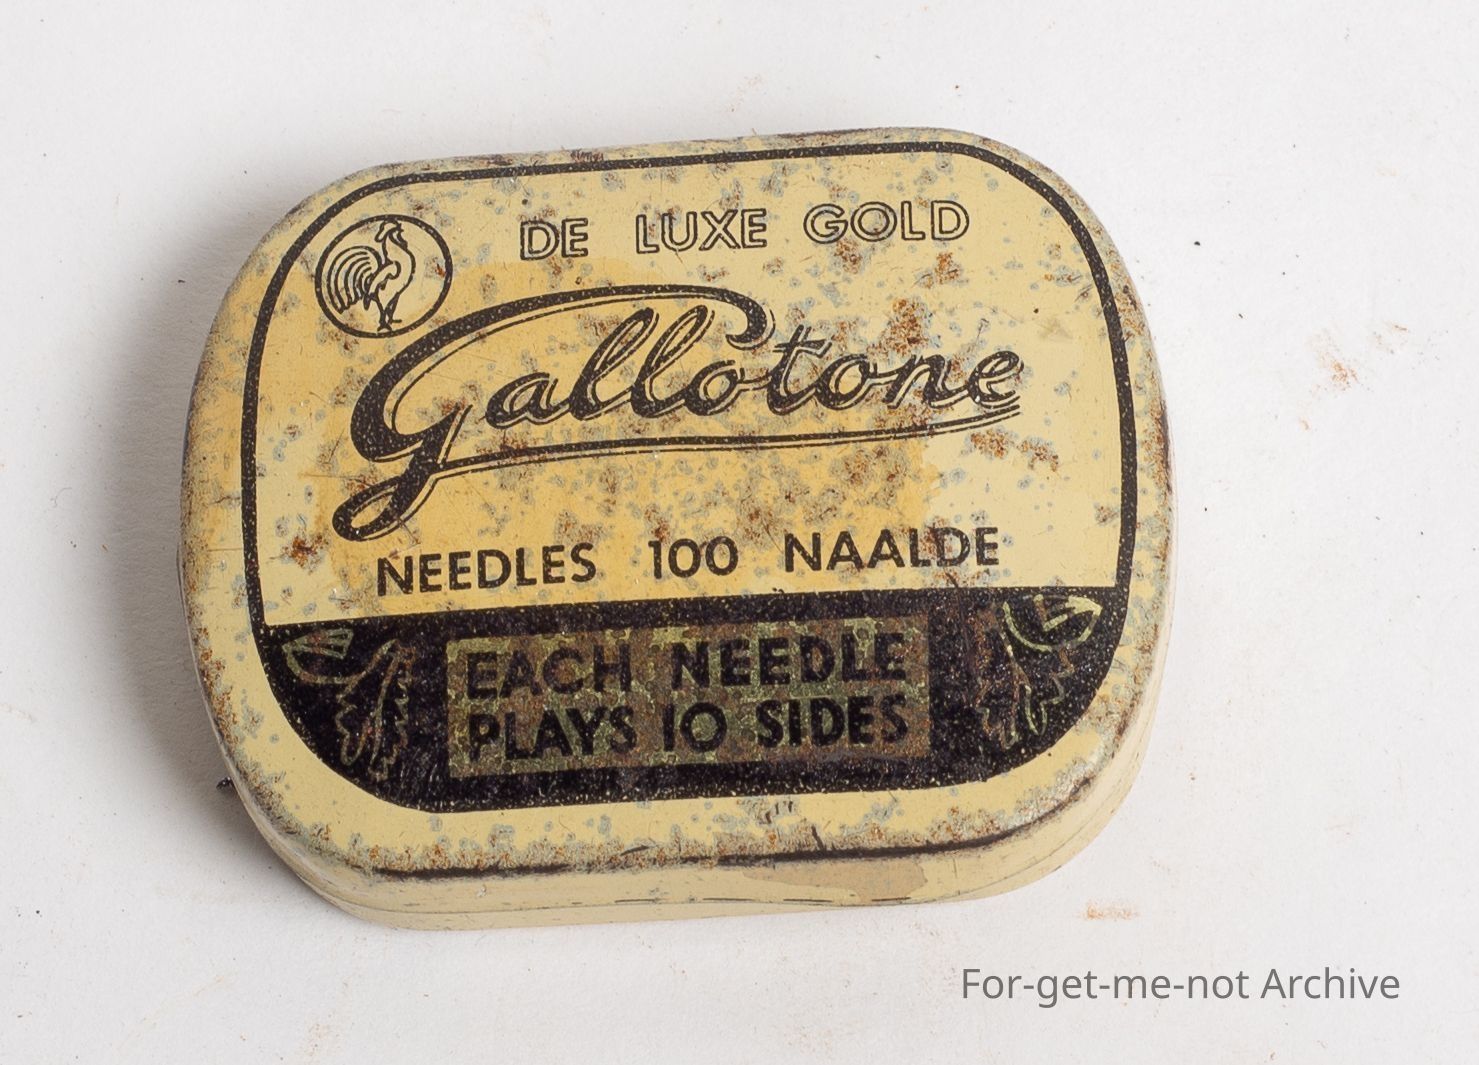 DE LUXE GOLD
Gallotone
NEEDLES 100 NAALDE
EACH NEEDLE
PLAYS 10 SIDES
For-get-me-not Archive